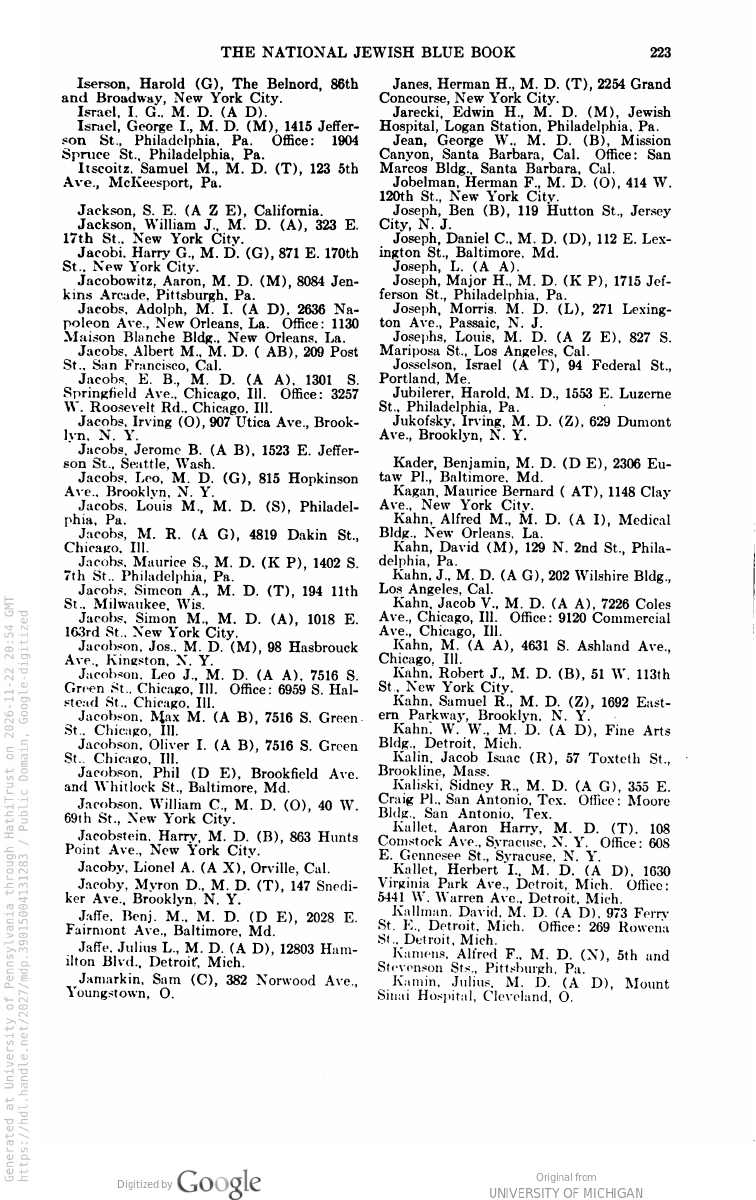 THE NATIONAL JEWISH BLUE BOOK 223
Iserson, Harold (G), The Belnord, 86th
and Broadway, New York City.
Israel, I. G., M. D. (A D).
Israel, George I., M. D. (M), 1415 Jeffer-
son St., Philadelphia, Pa. Office: 1904
Spruce St., Philadelphia, Pa.
Itscoitz, Samuel M., M. D. (T), 123 5th
Ave., McKeesport, Pa.
Jackson, S. E. (A Z E), California.
Jackson, William J., M. D. (A), 323 E.
17th St., New York City.
Jacobi, Harry G., M. D. (G), 871 E. 170th
St., New York City.
Jacobowitz, Aaron, M. D. (M), 8084 Jen-
kins Arcade, Pittsburgh, Pa.
Jacobs, Adolph, M. I. (A D), 2636 Na-
poleon Ave., New Orleans, La. Office: 1130
Maison Blanche Bldg., New Orleans, La.
Jacobs, Albert M., M. D. ( AB), 209 Post
St., San Francisco, Cal.
Jacobs, E. B., M. D. (A A), 1301 S.
Springfield Ave., Chicago, Ill. Office: 3257
W. Roosevelt Rd., Chicago, Ill.
Jacobs, Irving (O), 907 Utica Ave., Brook-
lyn, N. Y.
Jacobs, Jerome B. (A B), 1523 E. Jeffer-
son St., Seattle, Wash.
Jacobs, Leo, M. D. (G), 815 Hopkinson
Ave., Brooklyn, N. Y.
Jacobs, Louis M., M. D. (S), Philadel-
phia, Pa.
Jacobs, M. R. (A G), 4819 Dakin St.,
Chicago, Ill.
Jacobs, Maurice S., M. D. (K P), 1402 S.
7th St., Philadelphia, Pa.
Jacobs, Simeon A., M. D. (T), 194 11th
St., Milwaukee, Wis.
Jacobs, Simon M., M. D. (A), 1018 E.
163rd St., New York City.
Jacobson, Jos., M. D. (M), 98 Hasbrouck
Ave., Kingston, N. Y.
Jacobson, Leo J., M. D. (A A), 7516 S.
Green St., Chicago, Ill. Office: 6959 S. Hal-
stead St., Chicago, Ill.
Jacobson, Max M. (A B), 7516 S. Green
St., Chicago, Ill.
Jacobson, Oliver I. (A B), 7516 S. Green
St., Chicago, Ill.
Jacobson, Phil (D E), Brookfield Ave.
and Whitlock St., Baltimore, Md.
Jacobson, William C., M. D. (O), 40 W.
69th St., New York City.
Jacobstein, Harry, M. D. (B), 863 Hunts
Point Ave., New York City.
Jacoby, Lionel A. (A X), Orville, Cal.
Jacoby, Myron D., M. D. (T), 147 Snedi-
ker Ave., Brooklyn, N. Y.
Jaffe, Benj. M., M. D. (D E), 2028 E.
Fairmont Ave., Baltimore, Md.
Jaffe, Julius L., M. D. (A D), 12803 Ham-
ilton Blvd., Detroit, Mich.
Jamarkin, Sam (C), 382 Norwood Ave.,
Youngstown, O.
Janes, Herman H., M. D. (T), 2254 Grand
Concourse, New York City.
Jarecki, Edwin H., M. D. (M), Jewish
Hospital, Logan Station, Philadelphia, Pa.
Jean, George W., M. D. (B), Mission
Canyon, Santa Barbara, Cal. Office: San
Marcos Bldg., Santa Barbara, Cal.
Jobelman, Herman F., M. D. (O), 414 W.
120th St., New York City.
Joseph, Ben (B), 119 Hutton St., Jersey
City, N. J.
Joseph, Daniel C., M. D. (D), 112 E. Lex-
ington St., Baltimore, Md.
Joseph, L. (A A).
Joseph, Major H., M. D. (K P), 1715 Jef-
ferson St., Philadelphia, Pa.
Joseph, Morris, M. D. (L), 271 Lexing-
ton Ave., Passaic, N. J.
Josephs, Louis, M. D. (A Z E), 827 S.
Mariposa St., Los Angeles, Cal.
Josselson, Israel (A T), 94 Federal St.,
Portland, Me.
Jubilerer, Harold, M. D., 1553 E. Luzerne
St., Philadelphia, Pa.
Jukofsky, Irving, M. D. (Z), 629 Dumont
Ave., Brooklyn, N. Y.
Kader, Benjamin, M. D. (D E), 2306 Eu-
taw Pl., Baltimore, Md.
Kagan, Maurice Bernard ( AT), 1148 Clay
Ave., New York City.
Kahn, Alfred M., M. D. (A I), Medical
Bldg., New Orleans, La.
Kahn, David (M), 129 N. 2nd St., Phila-
delphia, Pa.
Kahn, J., M. D. (A G), 202 Wilshire Bldg.,
Los Angeles, Cal.
Kahn, Jacob V., M. D. (A A), 7226 Coles
Ave., Chicago, Ill. Office: 9120 Commercial
Ave., Chicago, Ill.
Kahn, M. (A A), 4631 S. Ashland Ave.,
Chicago, Ill.
Kahn, Robert J., M. D. (B), 51 W. 113th
St., New York City.
Kahn, Samuel R., M. D. (Z), 1692 East-
ern Parkway, Brooklyn, N. Y.
Kahn, W. W., M. D. (A D), Fine Arts
Bldg., Detroit, Mich.
Kalin, Jacob Isaac (R), 57 Toxteth St.,
Brookline, Mass.
Kaliski, Sidney R., M. D. (A G), 355 E.
Craig Pl., San Antonio, Tex. Office: Moore
Bldg., San Antonio, Tex.
Kallet, Aaron Harry, M. D. (T), 108
Comstock Ave., Syracuse, N. Y. Office: 608
E. Gennesee St., Syracuse, N. Y.
Kallet, Herbert I., M. D. (A D), 1630
Virginia Park Ave., Detroit, Mich. Office:
5441 W. Warren Ave., Detroit, Mich.
Kallman, David, M. D. (A D), 973 Ferry
St. E., Detroit, Mich. Office: 269 Rowena
St., Detroit, Mich.
Kamens, Alfred F., M. D. (N), 5th and
Stevenson Sts., Pittsburgh, Pa.
Kamin, Julius, M. D. (A D), Mount
Sinai Hospital, Cleveland, O.
Generated at University of Pennsylvania through HathiTrust on 2026-11-22 20:54 GMT
https://hdl.handle.net/2027/mdp.39015004131283 / Public Domain, Google-digitized
Digitized by Google
Original from
UNIVERSITY OF MICHIGAN